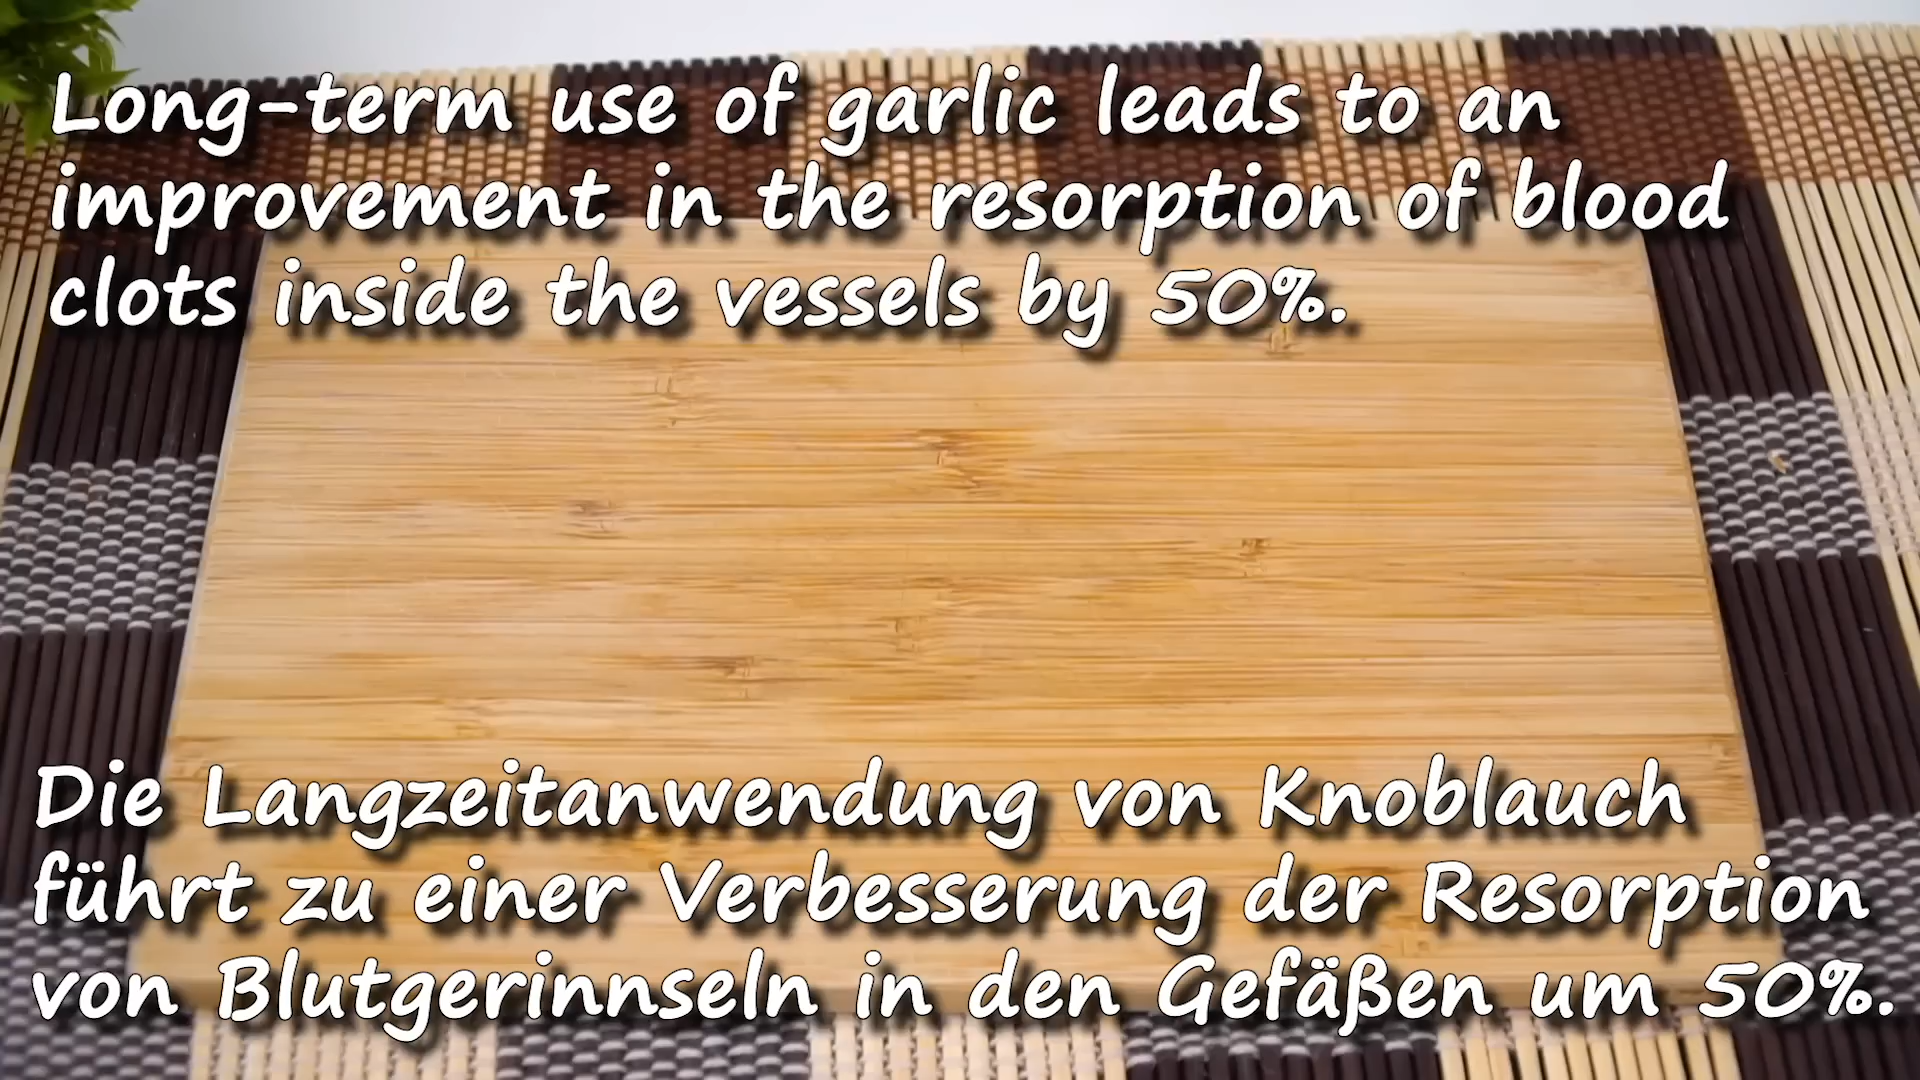 Long-term use of garlic leads to an
improvement in the resorption of blood
clots inside the vessels by 50%.
Die Langzeitanwendung von Knoblauch
führt zu einer Verbesserung der Resorption
von Blutgerinnseln in den Gefäßen um 50%.